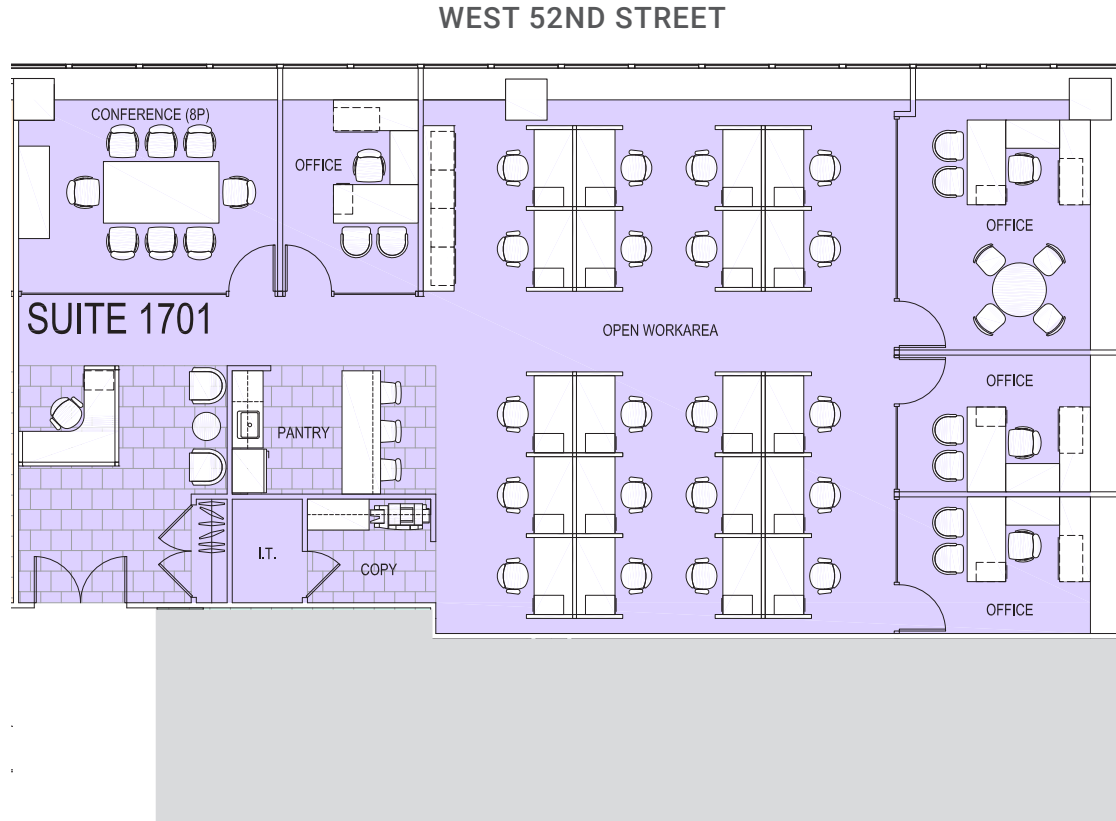 WEST 52ND STREET
CONFERENCE (8P)
OFFICE
OFFICE
SUITE 1701
OPEN WORKAREA
OFFICE
PANTRY
I.T.
COPY
OFFICE